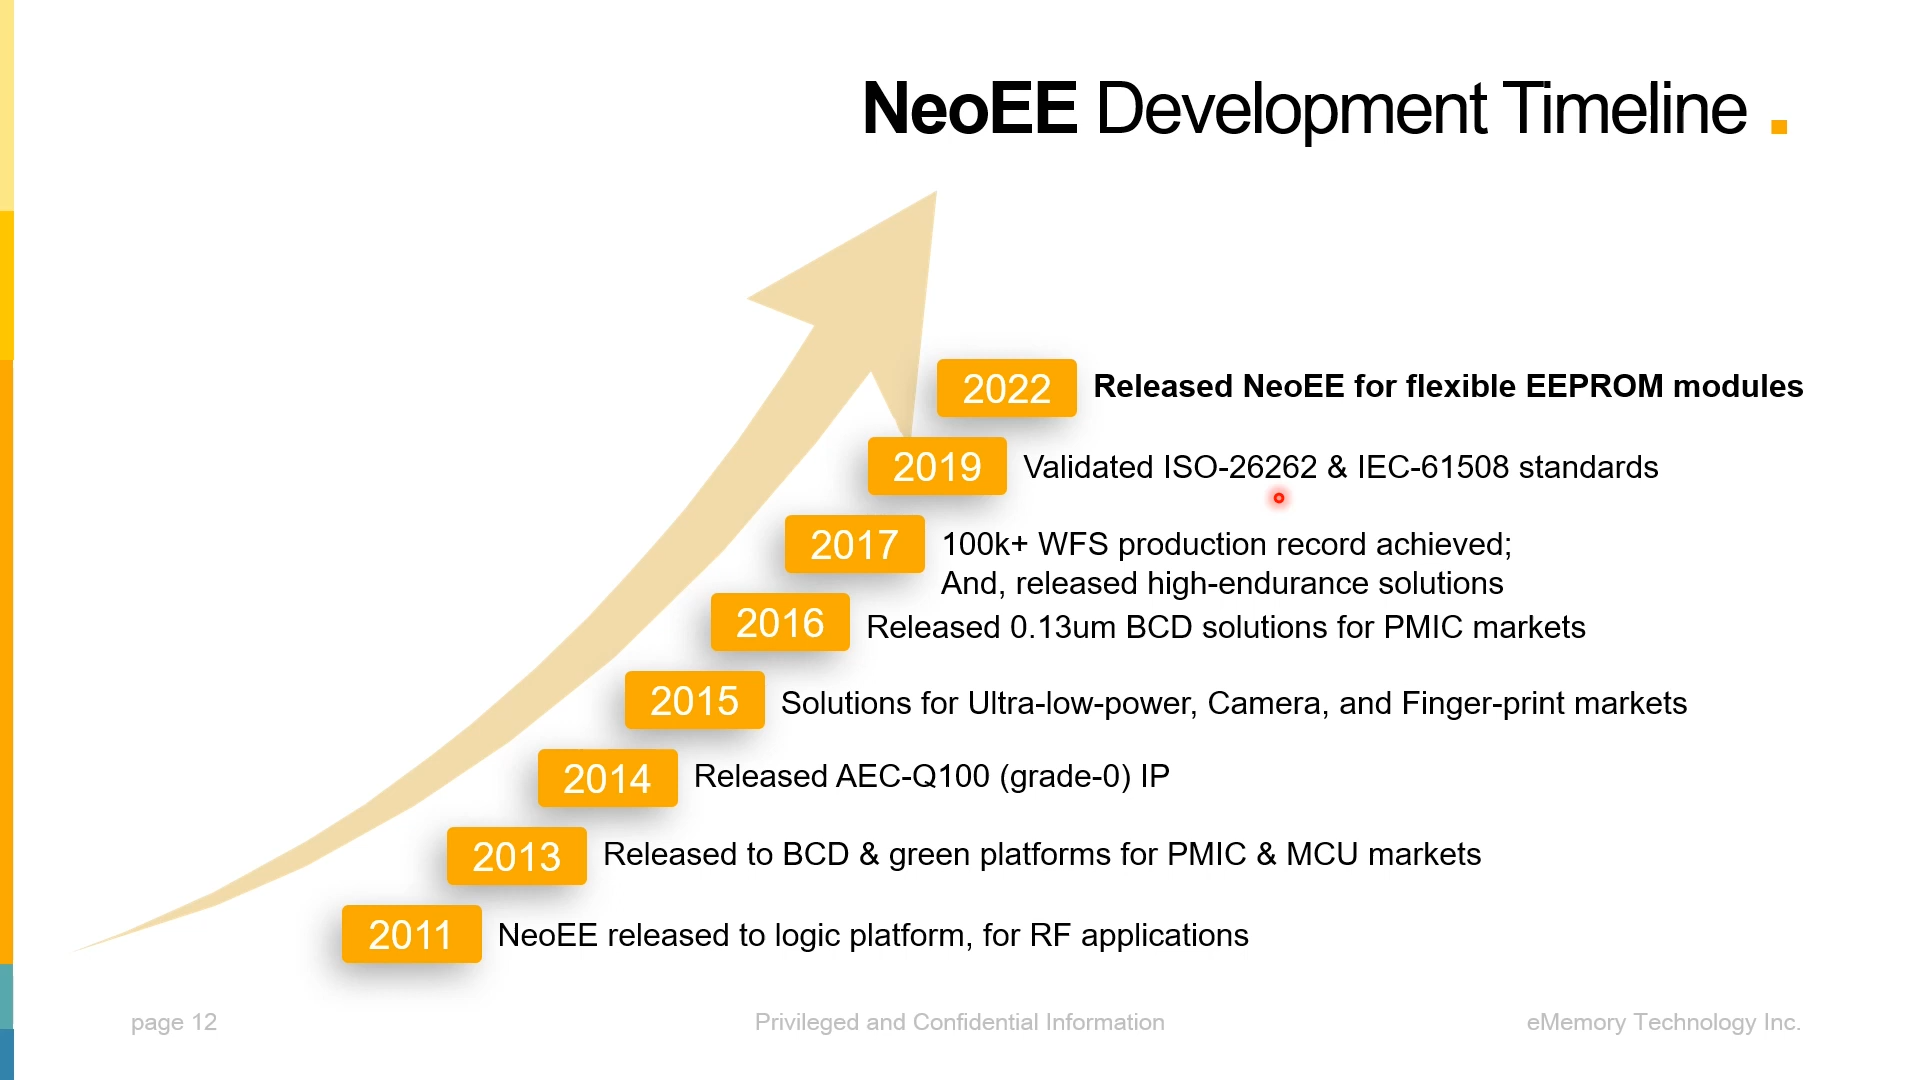 NeoEE Development Timeline .
2022 Released NeoEE for flexible EEPROM modules
2019 Validated ISO-26262 & IEC-61508 standards
2017 100k+ WFS production record achieved;
And, released high-endurance solutions
2016 Released 0.13um BCD solutions for PMIC markets
2015 Solutions for Ultra-low-power, Camera, and Finger-print markets
2014 Released AEC-Q100 (grade-0) IP
2013 Released to BCD & green platforms for PMIC & MCU markets
2011 NeoEE released to logic platform, for RF applications
page 12 Privileged and Confidential Information eMemory Technology Inc.